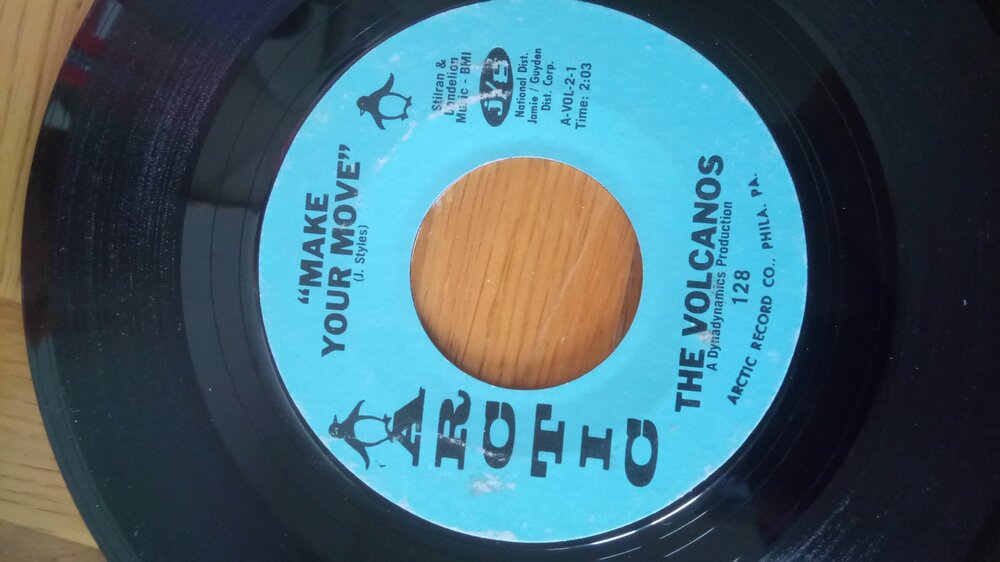 "MAKE
YOUR MOVE"
(J. Styles)
ARCTIC
Stilran &
Dandelion
Music - BMI
jYG
National Dist.
Jamie / Guyden
Dist. Corp.
A-VOL-2-1
Time: 2:03
THE VOLCANOS
A Dynadynamics Production
128
ARCTIC RECORD CO., PHILA. PA.